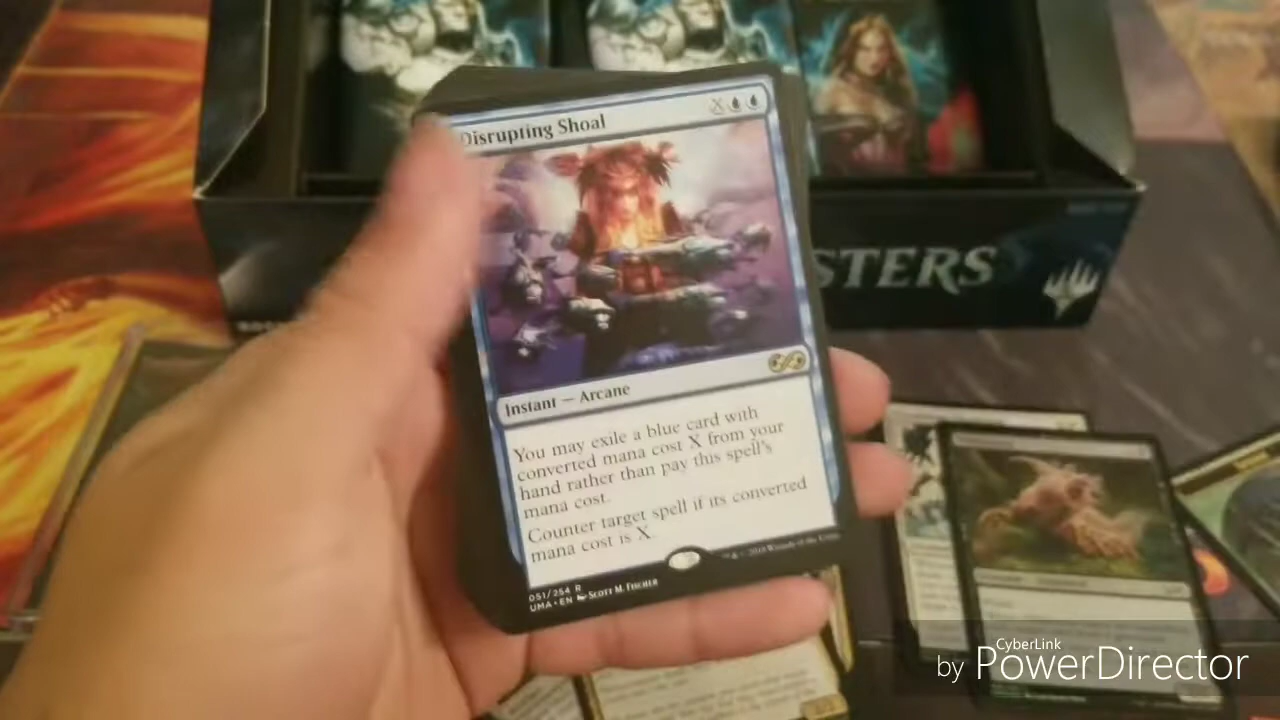 Disrupting Shoal
X
STERS
Instant — Arcane
You may exile a blue card with
converted mana cost X from your
hand rather than pay this spell's
mana cost.
Counter target spell if its converted
mana cost is X.
051/254 R
UMA • EN Scott M. Fischer
CyberLink
by PowerDirector